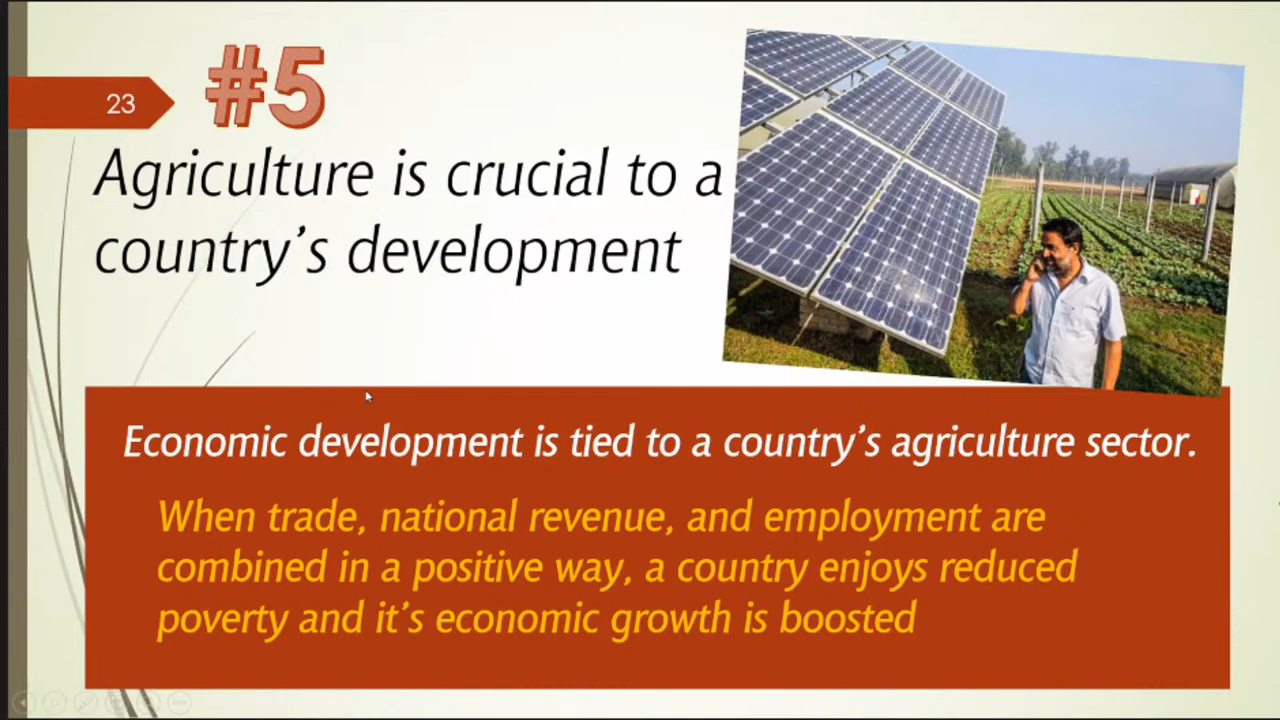 #5
23
Agriculture is crucial to a
country’s development
Economic development is tied to a country’s agriculture sector.
When trade, national revenue, and employment are
combined in a positive way, a country enjoys reduced
poverty and it’s economic growth is boosted